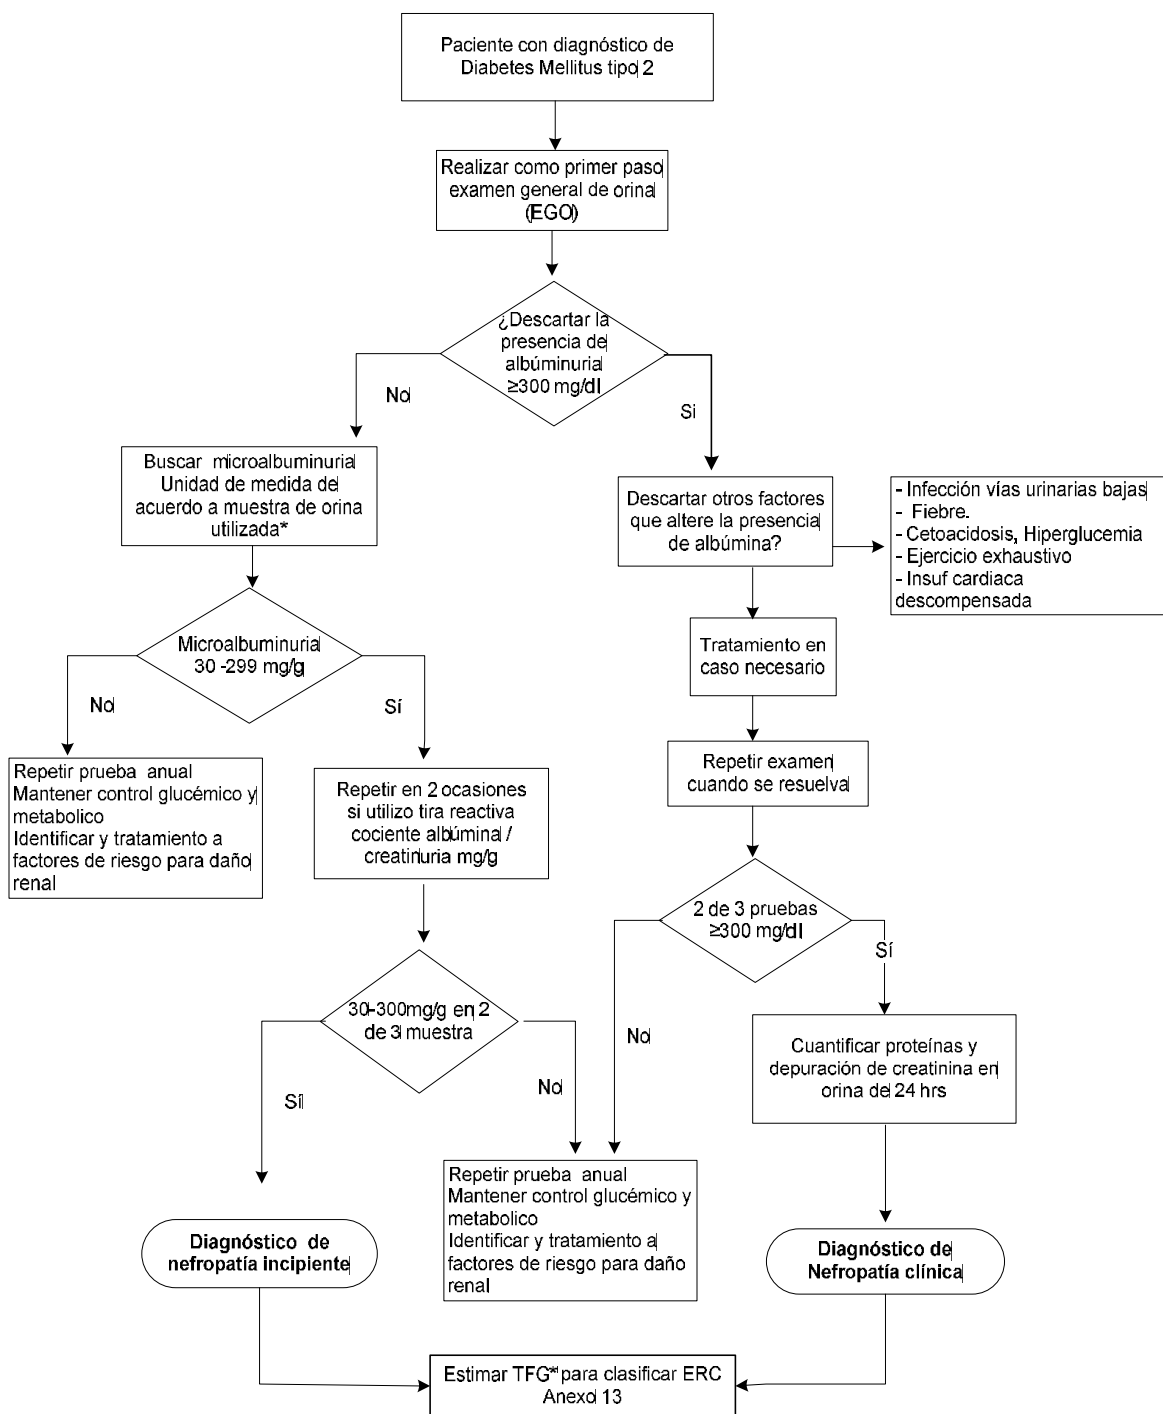 Paciente con diagnóstico de
Diabetes Mellitus tipo 2
Realizar como primer paso
examen general de orina
(EGO)
¿Descartar la
presencia de
albúminuria
≥300 mg/dl
No
Si
Buscar microalbuminuria
Unidad de medida de
acuerdo a muestra de orina
utilizada*
Descartar otros factores
que altere la presencia
de albúmina?
- Infección vías urinarias bajas
- Fiebre.
- Cetoacidosis, Hiperglucemia
- Ejercicio exhaustivo
- Insuf cardiaca
descompensada
Microalbuminuria
30 -299 mg/g
Tratamiento en
caso necesario
No
Sí
Repetir prueba anual
Mantener control glucémico y
metabolico
Identificar y tratamiento a
factores de riesgo para daño
renal
Repetir en 2 ocasiones
si utilizo tira reactiva
cociente albúmina /
creatinuria mg/g
Repetir examen
cuando se resuelva
2 de 3 pruebas
≥300 mg/dl
Sí
No
30-300mg/g en 2
de 3 muestra
Sí
No
Cuantificar proteínas y
depuración de creatinina en
orina de 24 hrs
Repetir prueba anual
Mantener control glucémico y
metabolico
Identificar y tratamiento a
factores de riesgo para daño
renal
Diagnóstico de
nefropatía incipiente
Diagnóstico de
Nefropatía clínica
Estimar TFG* para clasificar ERC
Anexo 13